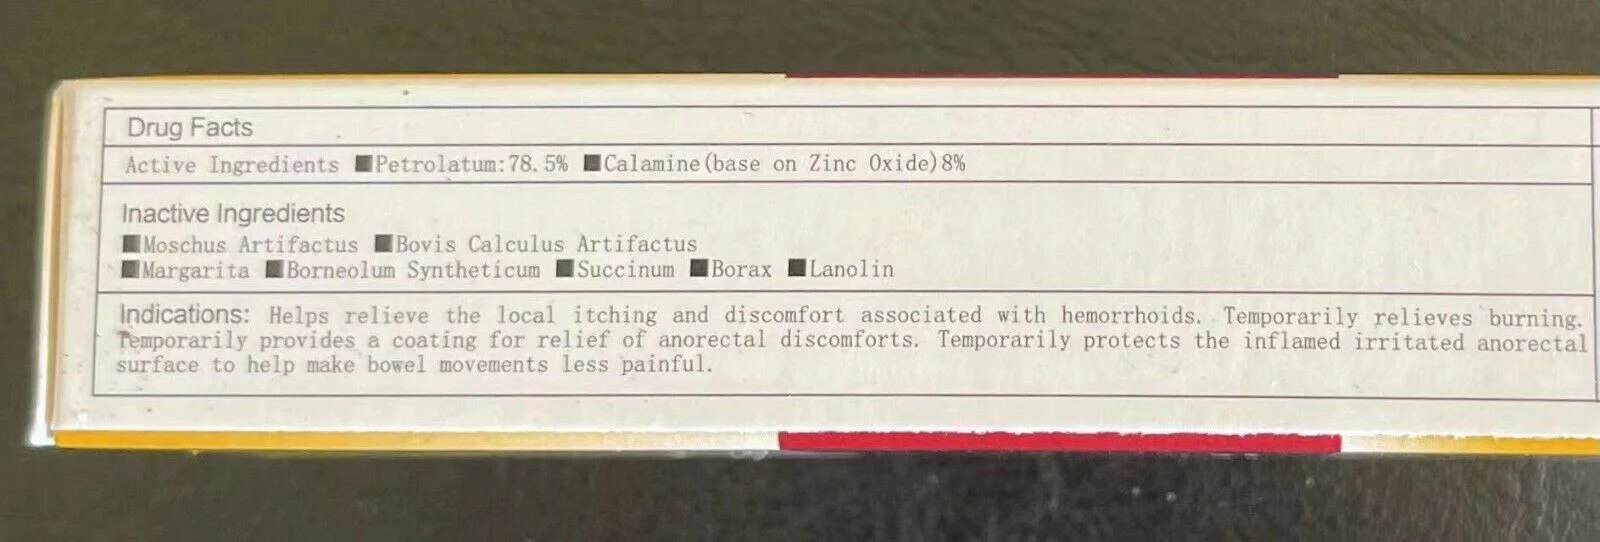 Drug Facts
Active Ingredients ■Petrolatum:78.5% ■Calamine(base on Zinc Oxide)8%
Inactive Ingredients
■Moschus Artifactus ■Bovis Calculus Artifactus
■Margarita ■Borneolum Syntheticum ■Succinum ■Borax ■Lanolin
Indications: Helps relieve the local itching and discomfort associated with hemorrhoids. Temporarily relieves burning.
Temporarily provides a coating for relief of anorectal discomforts. Temporarily protects the inflamed irritated anorectal
surface to help make bowel movements less painful.